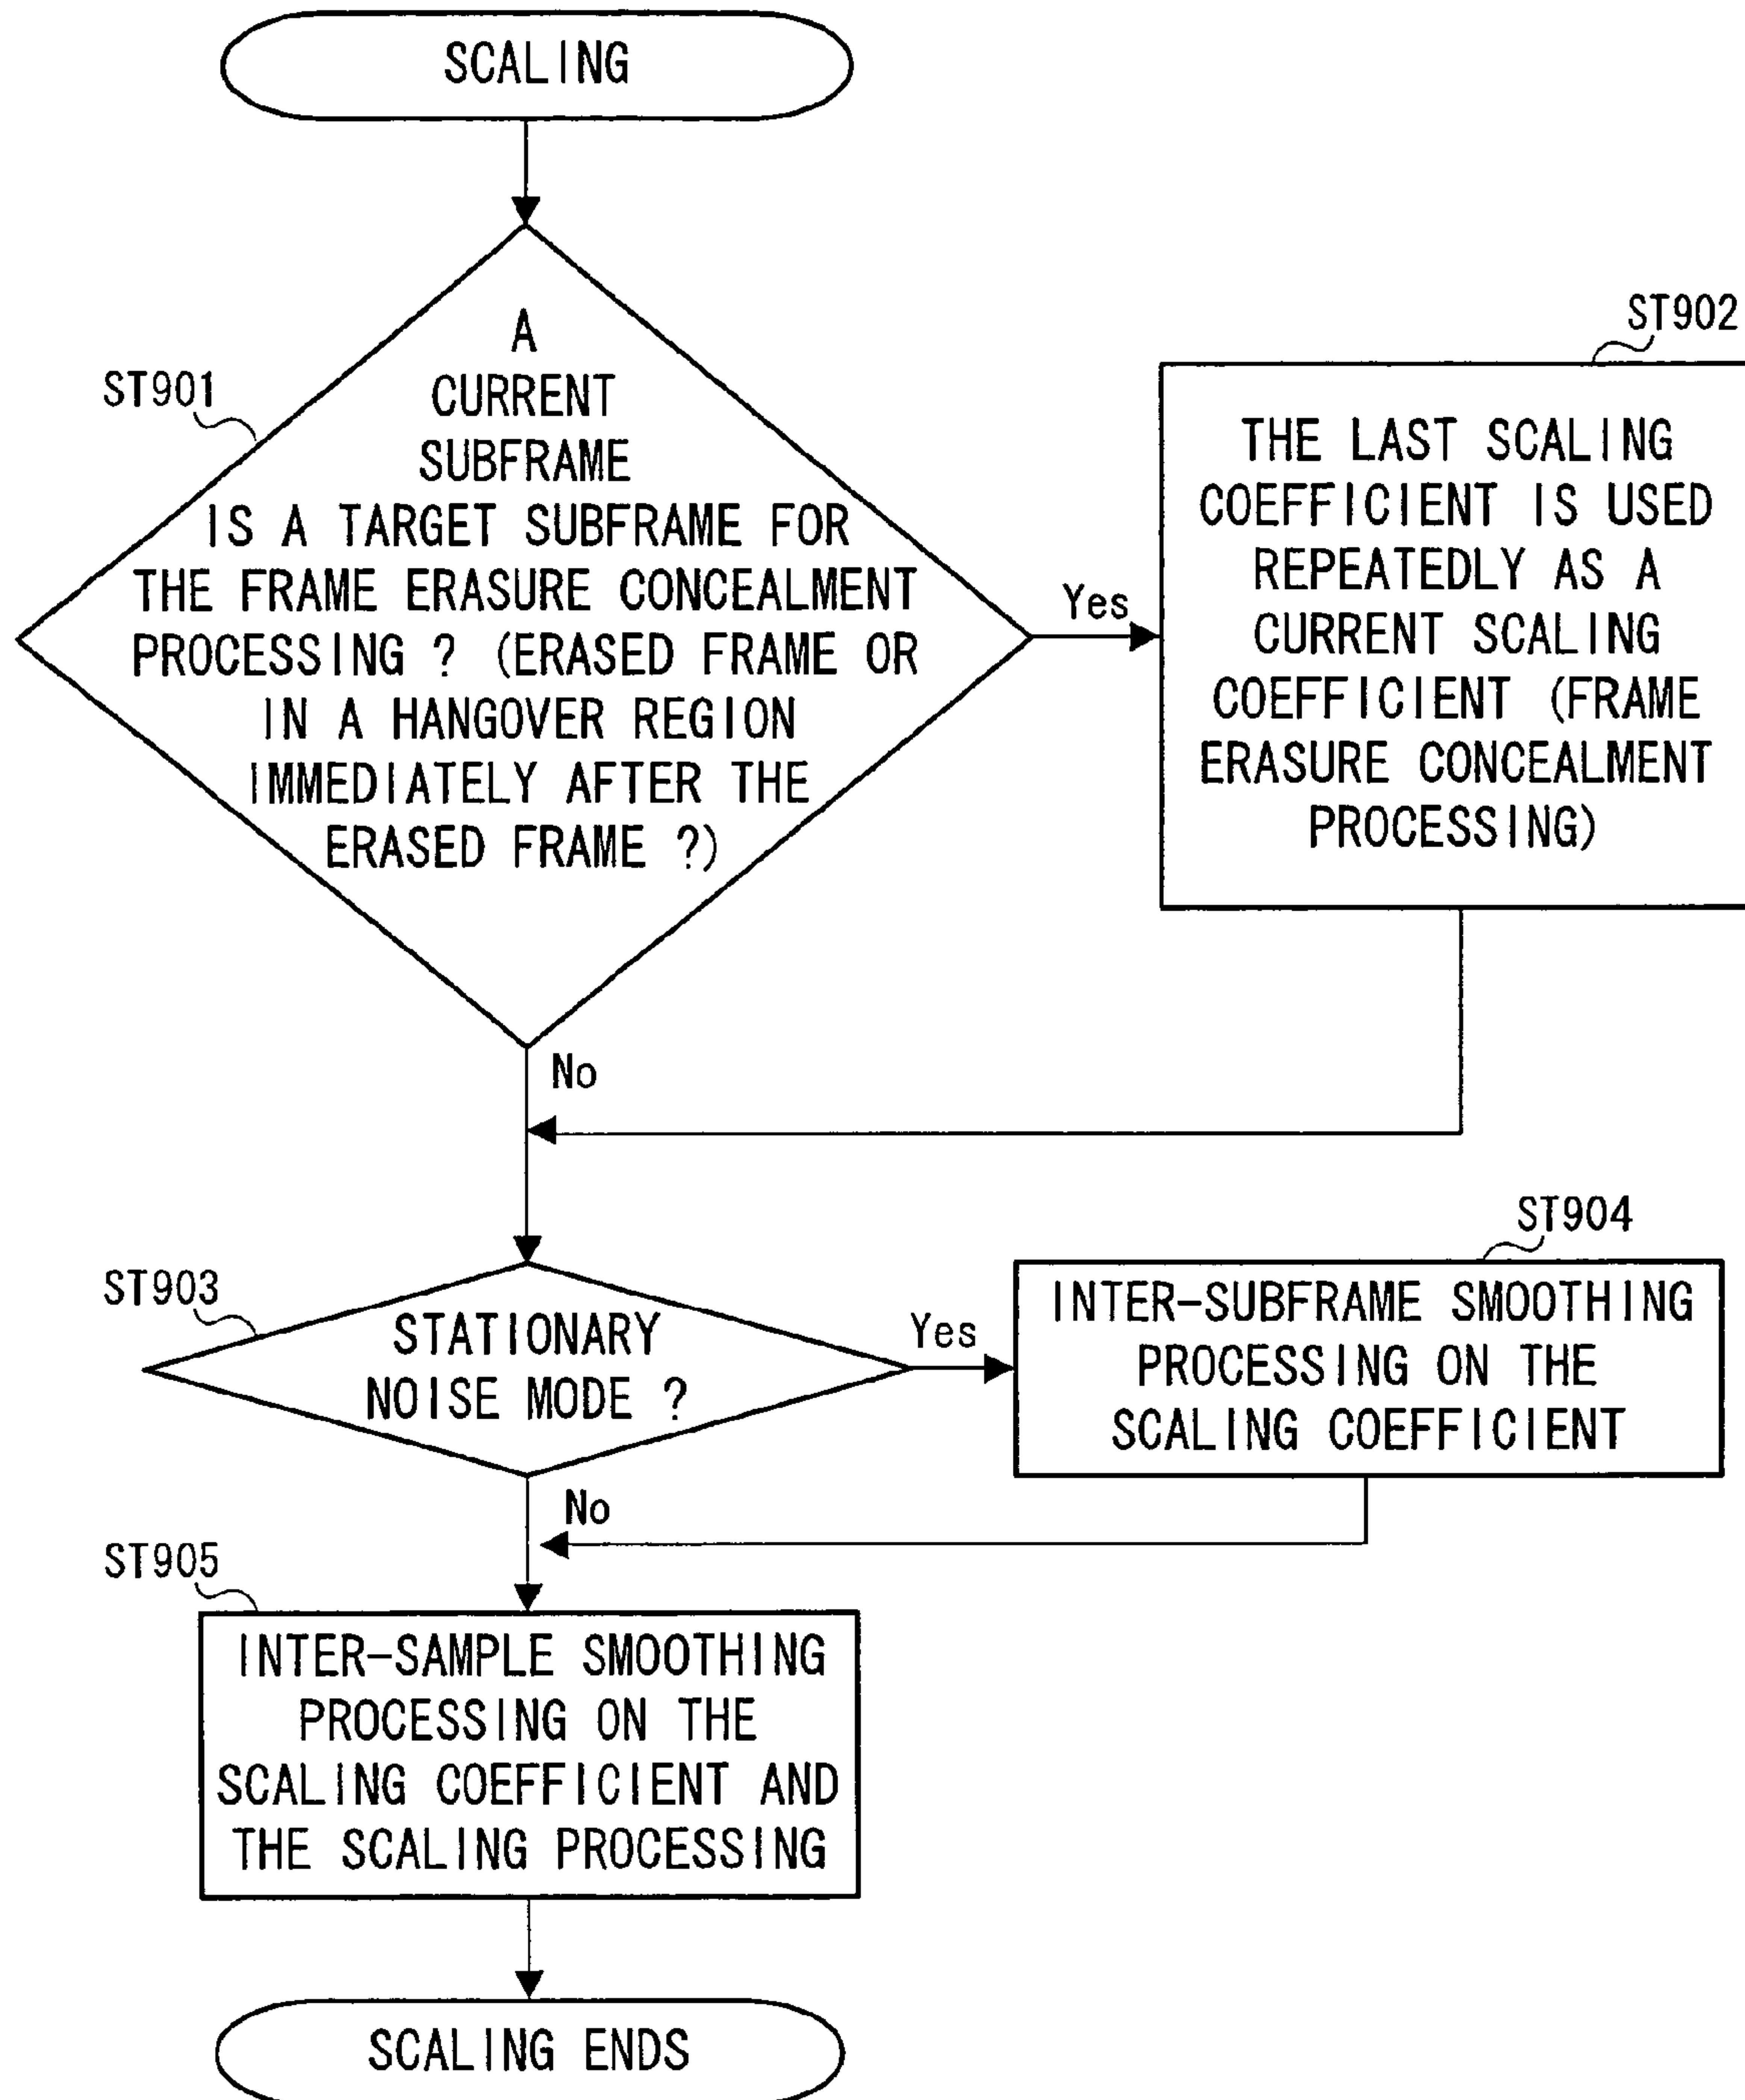 SCALING
ST901
A
CURRENT
SUBFRAME
IS A TARGET SUBFRAME FOR
THE FRAME ERASURE CONCEALMENT
PROCESSING ? (ERASED FRAME OR
IN A HANGOVER REGION
IMMEDIATELY AFTER THE
ERASED FRAME ?)
Yes
ST902
THE LAST SCALING
COEFFICIENT IS USED
REPEATEDLY AS A
CURRENT SCALING
COEFFICIENT (FRAME
ERASURE CONCEALMENT
PROCESSING)
No
ST903
STATIONARY
NOISE MODE ?
Yes
ST904
INTER-SUBFRAME SMOOTHING
PROCESSING ON THE
SCALING COEFFICIENT
No
ST905
INTER-SAMPLE SMOOTHING
PROCESSING ON THE
SCALING COEFFICIENT AND
THE SCALING PROCESSING
SCALING ENDS